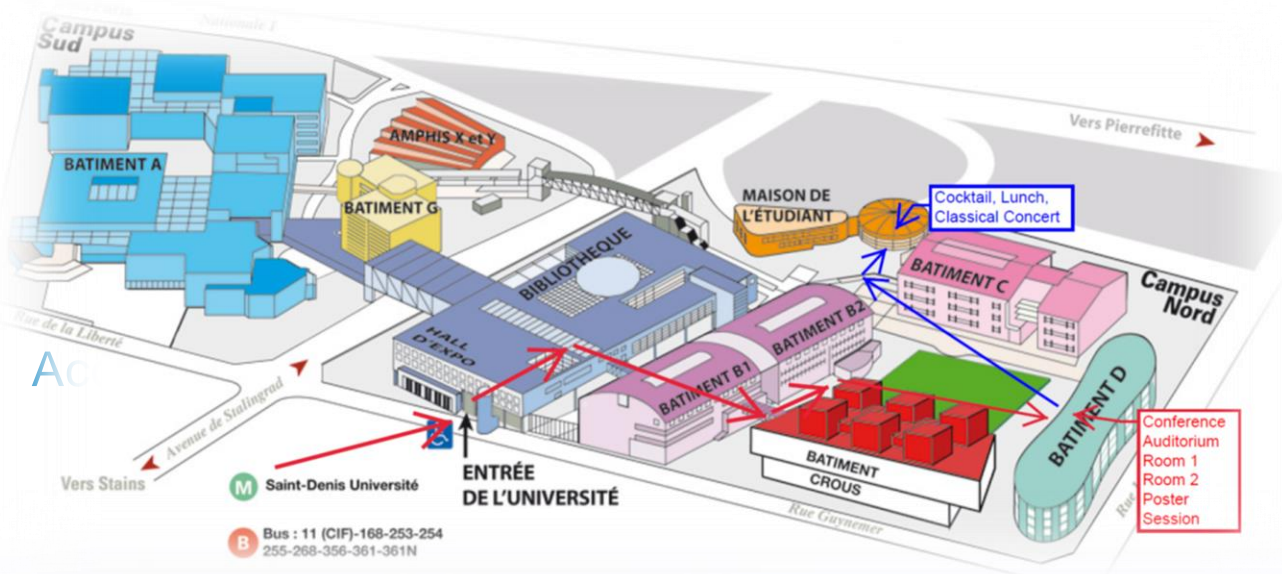 Nationale 1
Campus
Sud
Vers Pierrefitte
AMPHIS X et Y
BATIMENT A
BATIMENT G
MAISON DE
L'ÉTUDIANT
Cocktail, Lunch,
Classical Concert
BIBLIOTHEQUE
BATIMENT C
Campus
Nord
Rue de la Liberté
HALL
D'EXPO
BATIMENT B2
BATIMENT B1
BATIMENT D
Ac
Avenue de Stalingrad
Vers Stains
M
Saint-Denis Université
ENTRÉE
DE L'UNIVERSITÉ
BATIMENT
CROUS
Conference
Auditorium
Room 1
Room 2
Poster
Session
Rue Guynemer
Rue
B
Bus : 11 (CIF)-168-253-254
255-268-356-361-361N